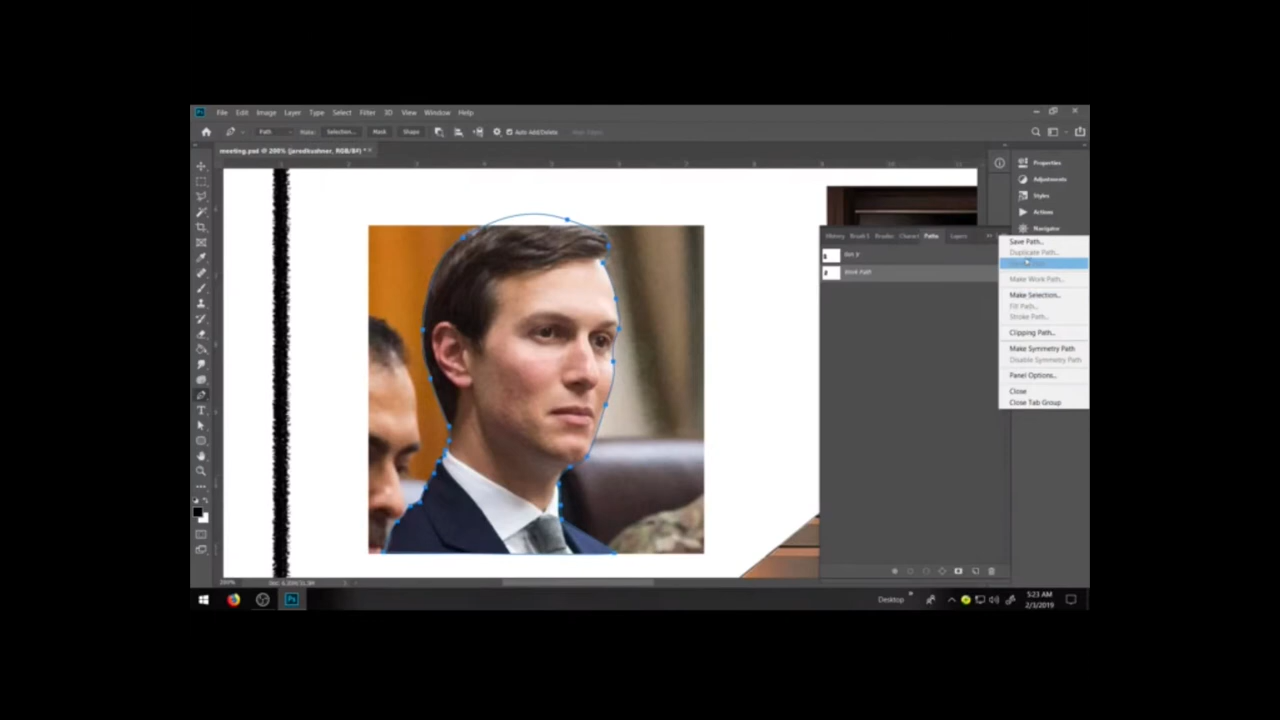 File Edit Image Layer Type Select Filter 3D View Window Help
Path Make: Selection... Mask Shape Auto Add/Delete
meeting.psd @ 200% (jaredkushner, RGB/8#) *
Properties
Adjustments
Styles
Actions
Navigator
History Paths Layers
Work Path
Save Path...
Duplicate Path...
Make Work Path...
Make Selection...
Fill Path...
Stroke Path...
Clipping Path...
Make Symmetry Path
Disable Symmetry Path
Panel Options...
Close
Close Tab Group
200%
Desktop
5:23 AM
2/3/2019